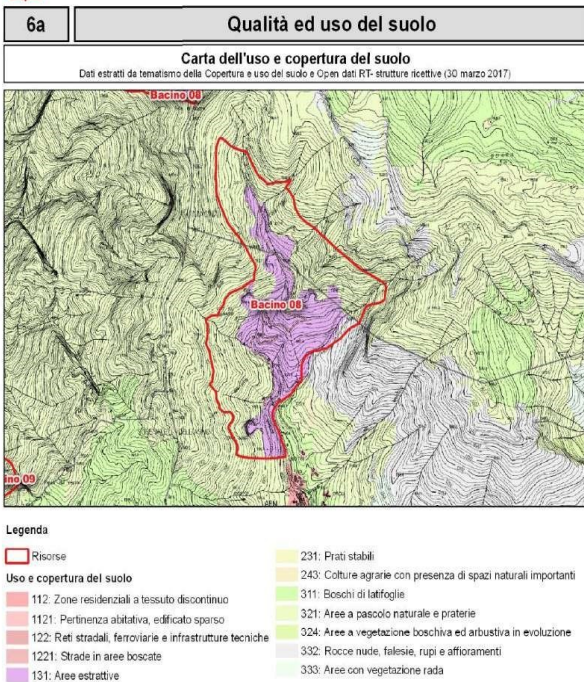 6a
Qualità ed uso del suolo
Carta dell'uso e copertura del suolo
Dati estratti da tematismo della Copertura e uso del suolo e Open dati RT- strutture ricettive (30 marzo 2017)
Bacino 08
Bacino 08
ino 09
Legenda
Risorse
Uso e copertura del suolo
112: Zone residenziali a tessuto discontinuo
1121: Pertinenza abitativa, edificato sparso
122: Reti stradali, ferroviarie e infrastrutture tecniche
1221: Strade in aree boscate
131: Aree estrattive
231: Prati stabili
243: Colture agrarie con presenza di spazi naturali importanti
311: Boschi di latifoglie
321: Aree a pascolo naturale e praterie
324: Aree a vegetazione boschiva ed arbustiva in evoluzione
332: Rocce nude, falesie, rupi e affioramenti
333: Aree con vegetazione rada